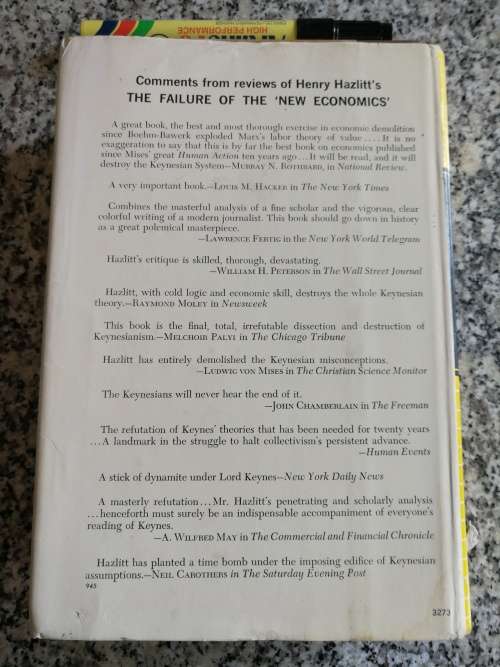 HIGH PERFORMANCE
Comments from reviews of Henry Hazlitt's
THE FAILURE OF THE 'NEW ECONOMICS'
A great book, the best and most thorough exercise in economic demolition
since Boehm-Bawerk exploded Marx's labor theory of value .... It is no
exaggeration to say that this is by far the best book on economics published
since Mises' great Human Action ten years ago ... It will be read, and it will
destroy the Keynesian System—MURRAY N. ROTHBARD, in National Review.
A very important book.—LOUIS M. HACKER in The New York Times
Combines the masterful analysis of a fine scholar and the vigorous, clear
colorful writing of a modern journalist. This book should go down in history
as a great polemical masterpiece.
—LAWRENCE FERTIG in the New York World Telegram
Hazlitt's critique is skilled, thorough, devastating.
—WILLIAM H. PETERSON in The Wall Street Journal
Hazlitt, with cold logic and economic skill, destroys the whole Keynesian
theory.—RAYMOND MOLEY in Newsweek
This book is the final, total, irrefutable dissection and destruction of
Keynesianism.—MELCHOIR PALYI in The Chicago Tribune
Hazlitt has entirely demolished the Keynesian misconceptions.
—LUDWIG VON MISES in The Christian Science Monitor
The Keynesians will never hear the end of it.
—JOHN CHAMBERLAIN in The Freeman
The refutation of Keynes' theories that has been needed for twenty years
... A landmark in the struggle to halt collectivism's persistent advance.
—Human Events
A stick of dynamite under Lord Keynes—New York Daily News
A masterly refutation ... Mr. Hazlitt's penetrating and scholarly analysis
... henceforth must surely be an indispensable accompaniment of everyone's
reading of Keynes.
—A. WILFRED MAY in The Commercial and Financial Chronicle
Hazlitt has planted a time bomb under the imposing edifice of Keynesian
assumptions.—NEIL CAROTHERS in The Saturday Evening Post
945
3273